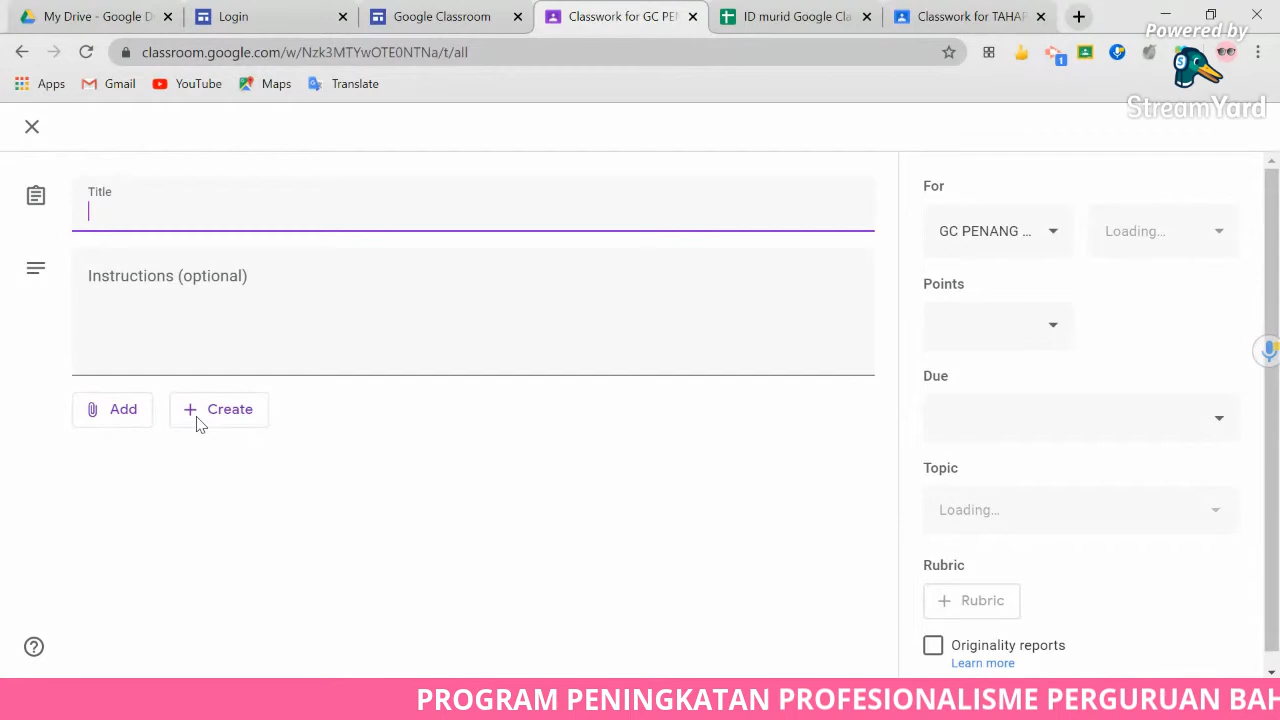 My Drive - Google D
Login
Google Classroom
Classwork for GC PEN
ID murid Google Cla
Classwork for TAHAP
Powered by
classroom.google.com/w/Nzk3MTYwOTE0NTNa/t/all
1
Apps
Gmail
YouTube
Maps
Translate
StreamYard
Title
For
GC PENANG ...
Loading...
Instructions (optional)
Points
Due
Add
Create
Topic
Loading...
Rubric
Rubric
Originality reports
Learn more
PROGRAM PENINGKATAN PROFESIONALISME PERGURUAN BAH